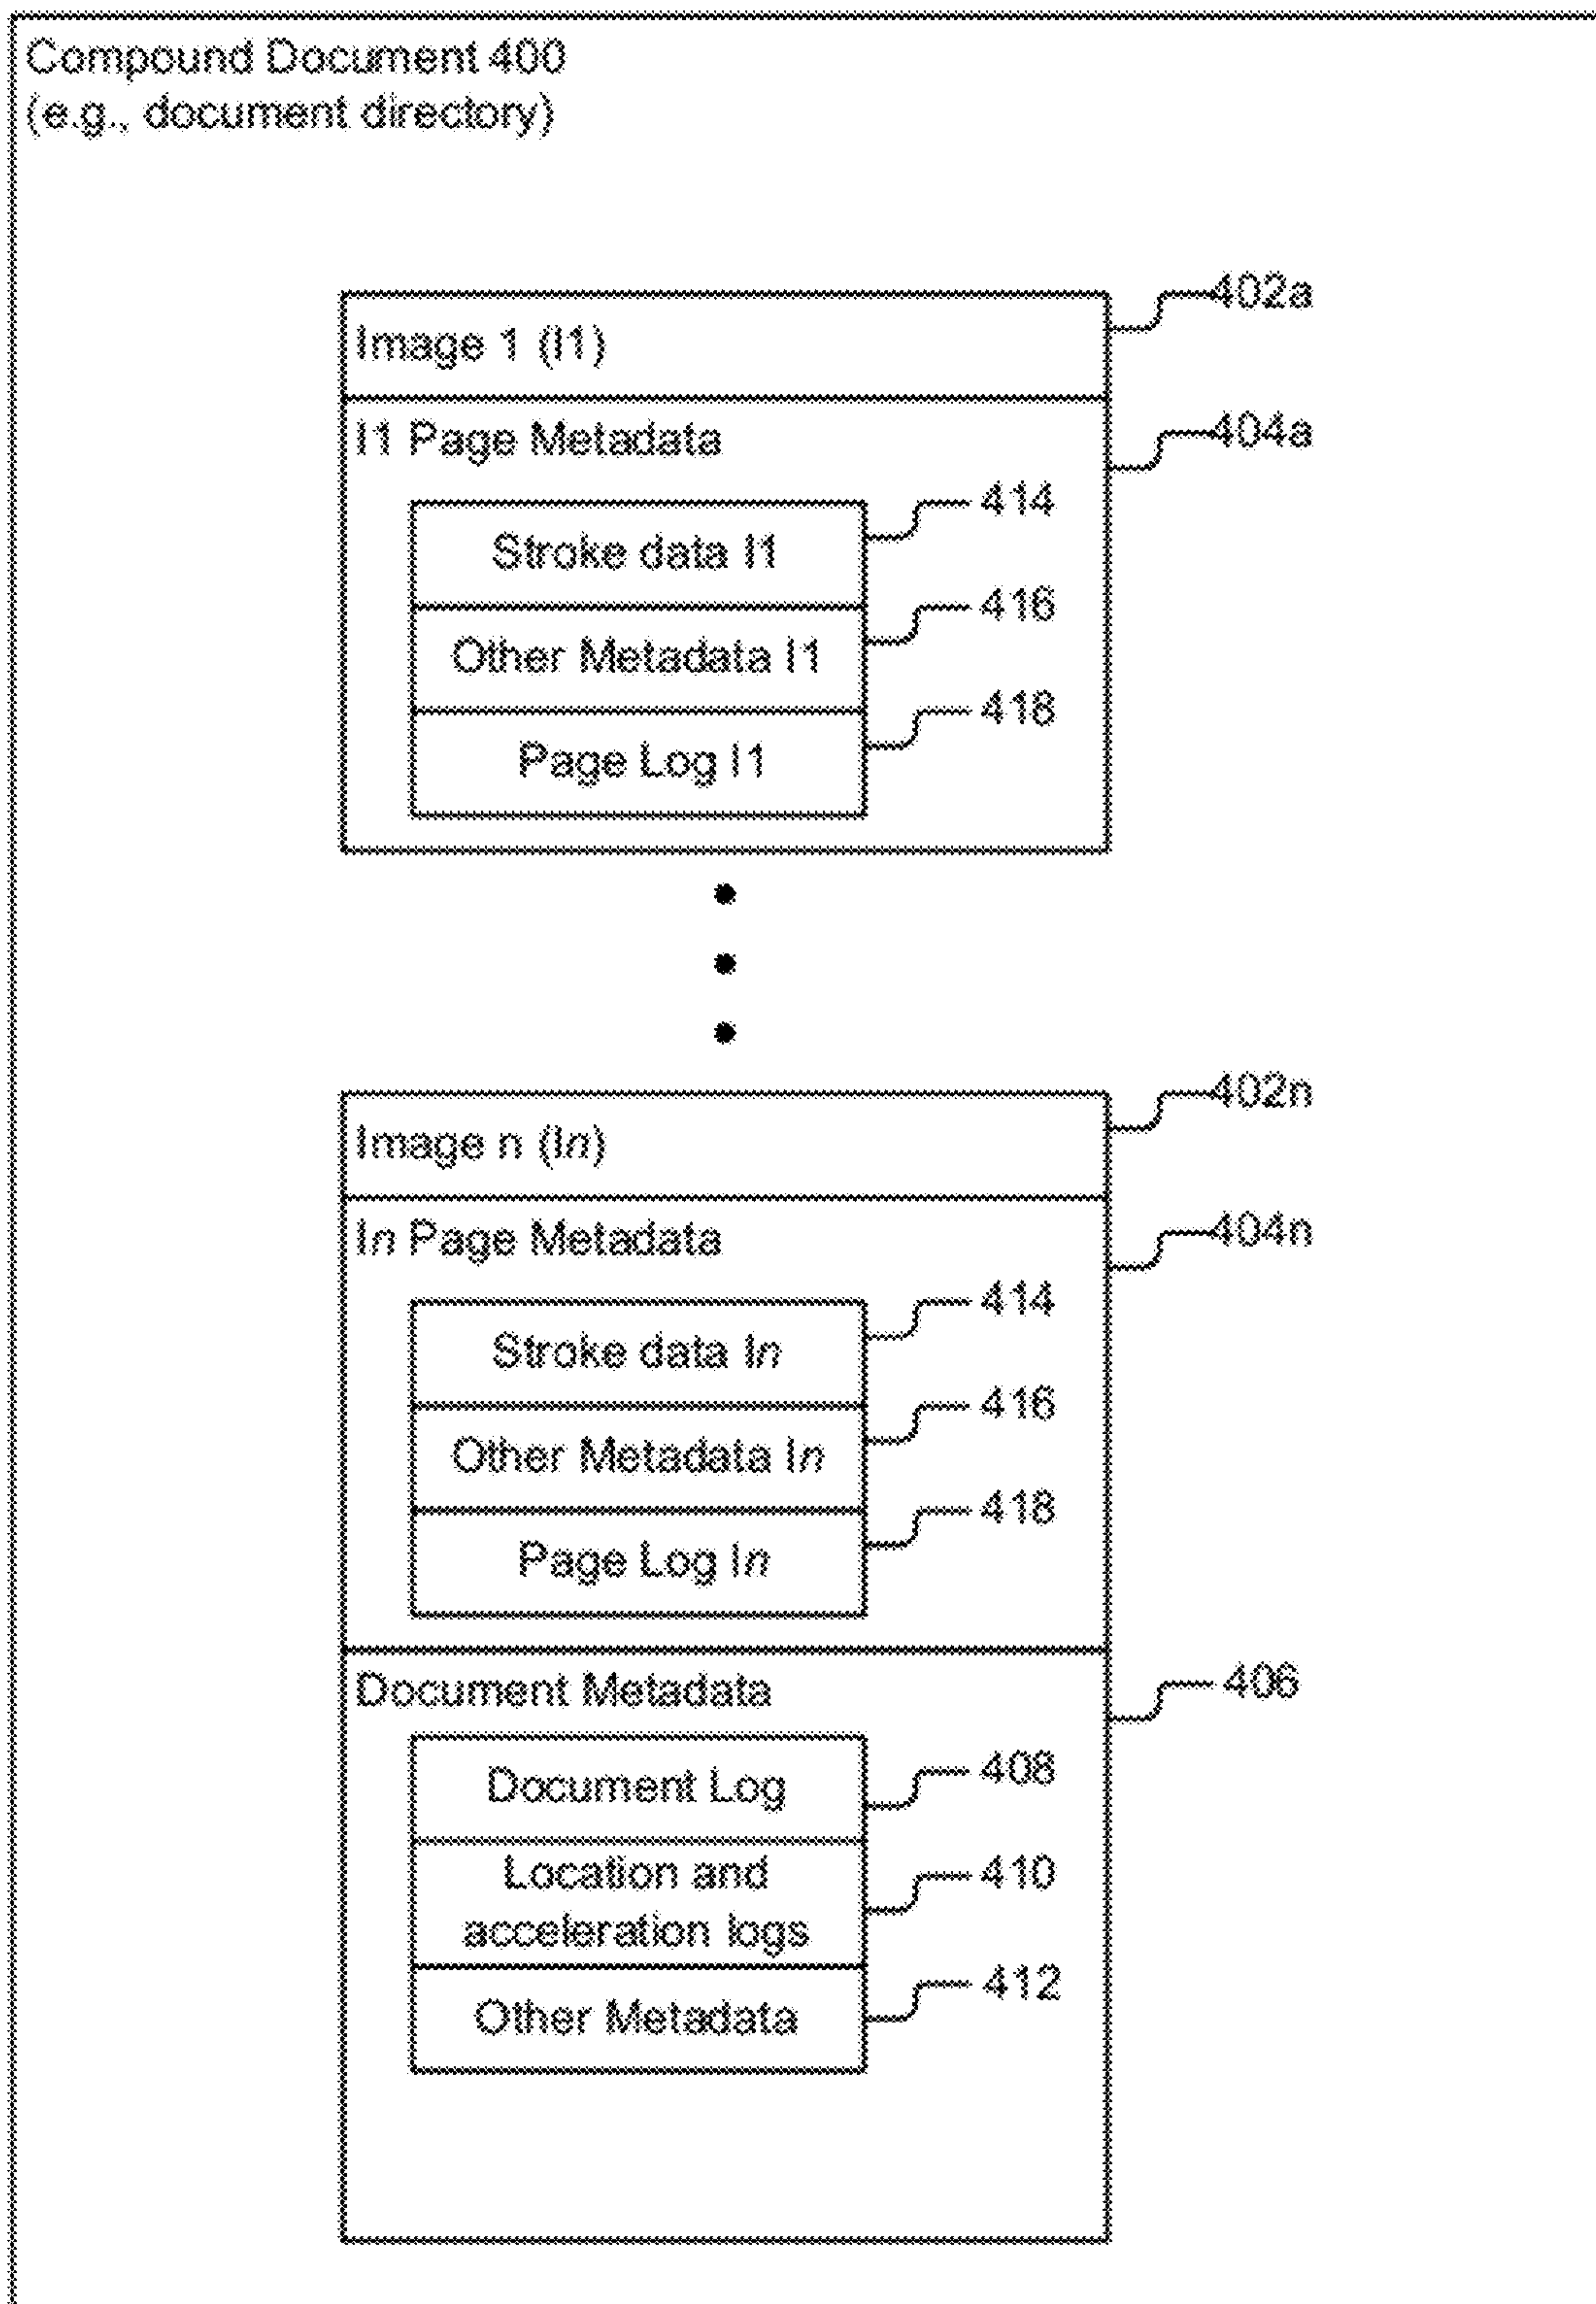 Compound Document 400
(e.g., document directory)
402a
Image 1 (I1)
404a
I1 Page Metadata
414
Stroke data I1
416
Other Metadata I1
418
Page Log I1
402n
Image n (In)
404n
In Page Metadata
414
Stroke data In
416
Other Metadata In
418
Page Log In
406
Document Metadata
408
Document Log
410
Location and
acceleration logs
412
Other Metadata